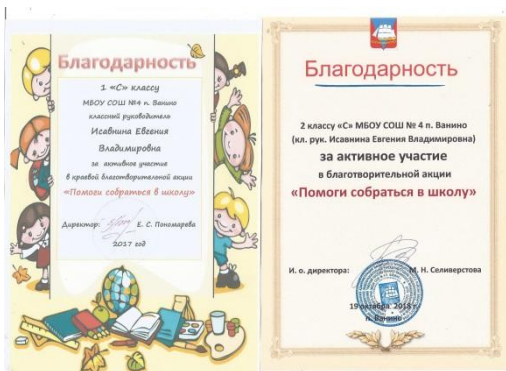 Благодарность
1 «С» классу
МБОУ СОШ №4 п. Ванино
классный руководитель
Исавнина Евгения
Владимировна
за активное участие
в краевой благотворительной акции
«Помоги собраться в школу»
Директор: Е. С. Пономарева
2017 год
Благодарность
2 классу «С» МБОУ СОШ № 4 п. Ванино
(кл. рук. Исавнина Евгения Владимировна)
за активное участие
в благотворительной акции
«Помоги собраться в школу»
И. о. директора: М. Н. Селиверстова
19 октября 2018 г.
п. Ванино